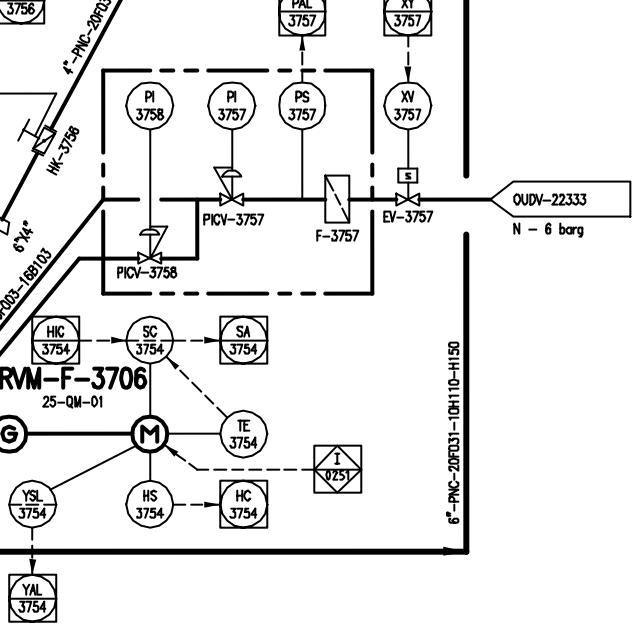 3756
PAL
3757
XY
3757
4"-PNC-20F03
PI
3758
PI
3757
PS
3757
XV
3757
HK-3756
S
6"X4"
PICV-3757
F-3757
EV-3757
OUDV-22333
N - 6 barg
PICV-3758
F003-16B103
HIC
3754
SC
3754
SA
3754
RVM-F-3706
25-QM-01
6"-PNC-20F031-10H110-H150
G
M
TE
3754
I
0251
YSL
3754
HS
3754
HC
3754
YAL
3754